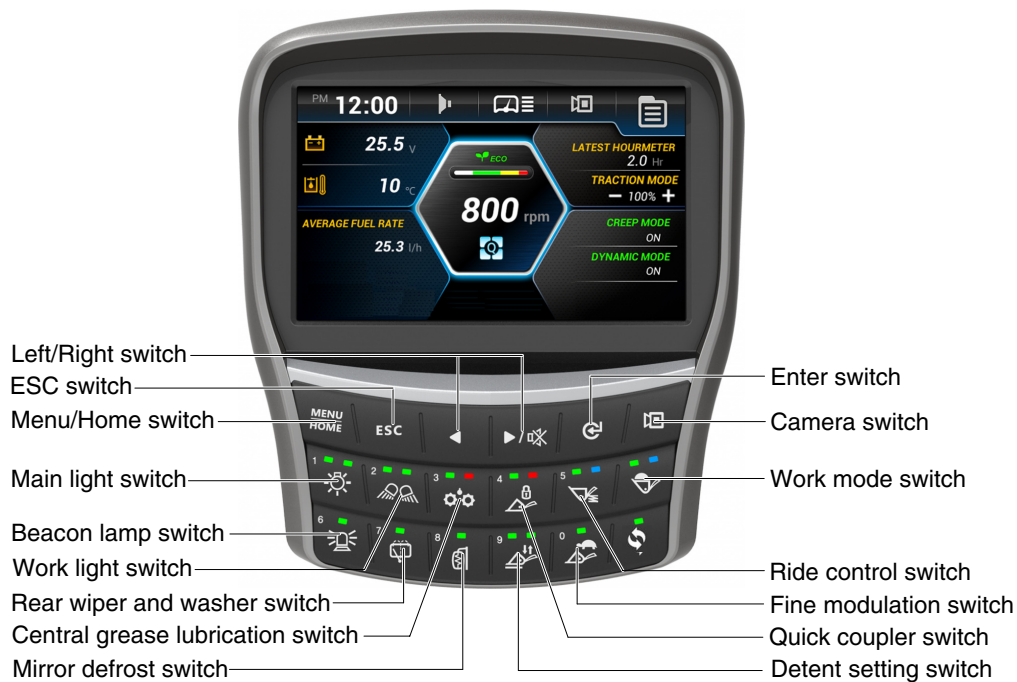 PM 12:00
25.5 V
10 °C
AVERAGE FUEL RATE
25.3 l/h
ECO
800 rpm
Q
LATEST HOURMETER
2.0 Hr
TRACTION MODE
− 100% +
CREEP MODE
ON
DYNAMIC MODE
ON
Left/Right switch
ESC switch
Menu/Home switch
Main light switch
Beacon lamp switch
Work light switch
Rear wiper and washer switch
Central grease lubrication switch
Mirror defrost switch
MENU
HOME
ESC
/
1 2 3 4 5
6 7 8 9 0
Enter switch
Camera switch
Work mode switch
Ride control switch
Fine modulation switch
Quick coupler switch
Detent setting switch